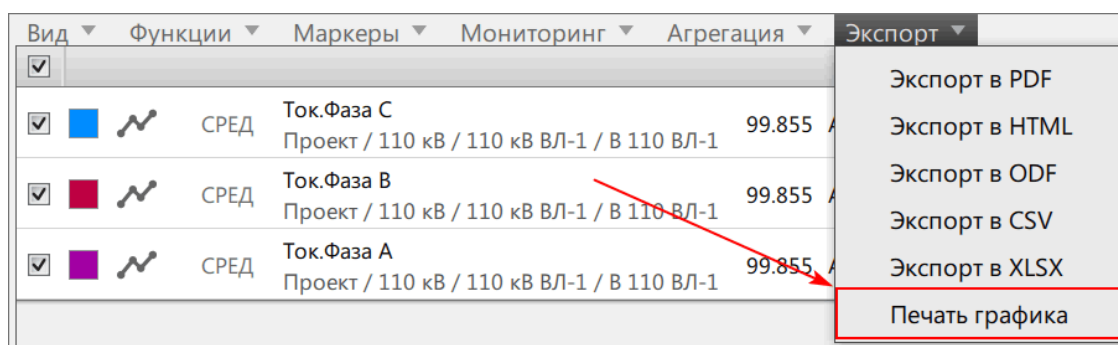 Вид Функции Маркеры Мониторинг Агрегация Экспорт
Экспорт в PDF
Ток.Фаза С
СРЕД 99.855
Проект / 110 кВ / 110 кВ ВЛ-1 / В 110 ВЛ-1
Экспорт в HTML
Экспорт в ODF
Ток.Фаза В
СРЕД 99.855
Проект / 110 кВ / 110 кВ ВЛ-1 / В 110 ВЛ-1
Экспорт в CSV
Ток.Фаза А
СРЕД 99.855
Проект / 110 кВ / 110 кВ ВЛ-1 / В 110 ВЛ-1
Экспорт в XLSX
Печать графика